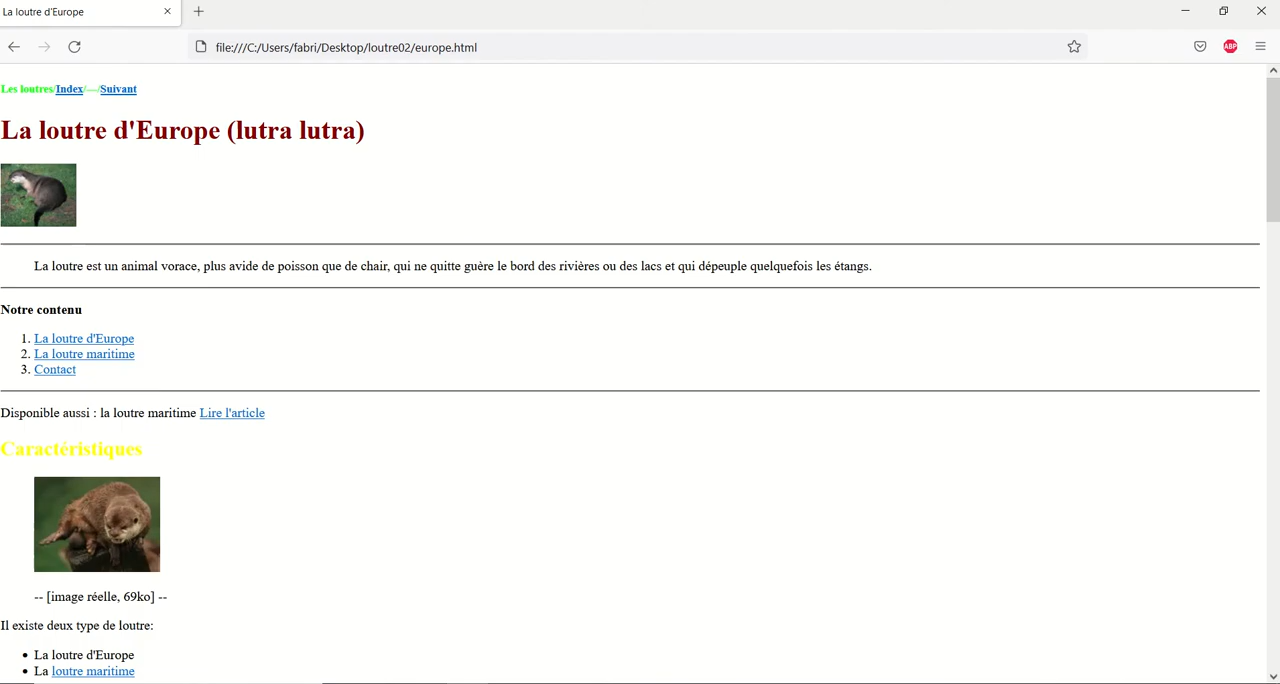 La loutre d'Europe
file:///C:/Users/fabri/Desktop/loutre02/europe.html
ABP
Les loutres/Index/—/Suivant
La loutre d'Europe (lutra lutra)
La loutre est un animal vorace, plus avide de poisson que de chair, qui ne quitte guère le bord des rivières ou des lacs et qui dépeuple quelquefois les étangs.
Notre contenu
1. La loutre d'Europe
2. La loutre maritime
3. Contact
Disponible aussi : la loutre maritime Lire l'article
Caractéristiques
-- [image réelle, 69ko] --
Il existe deux type de loutre:
• La loutre d'Europe
• La loutre maritime